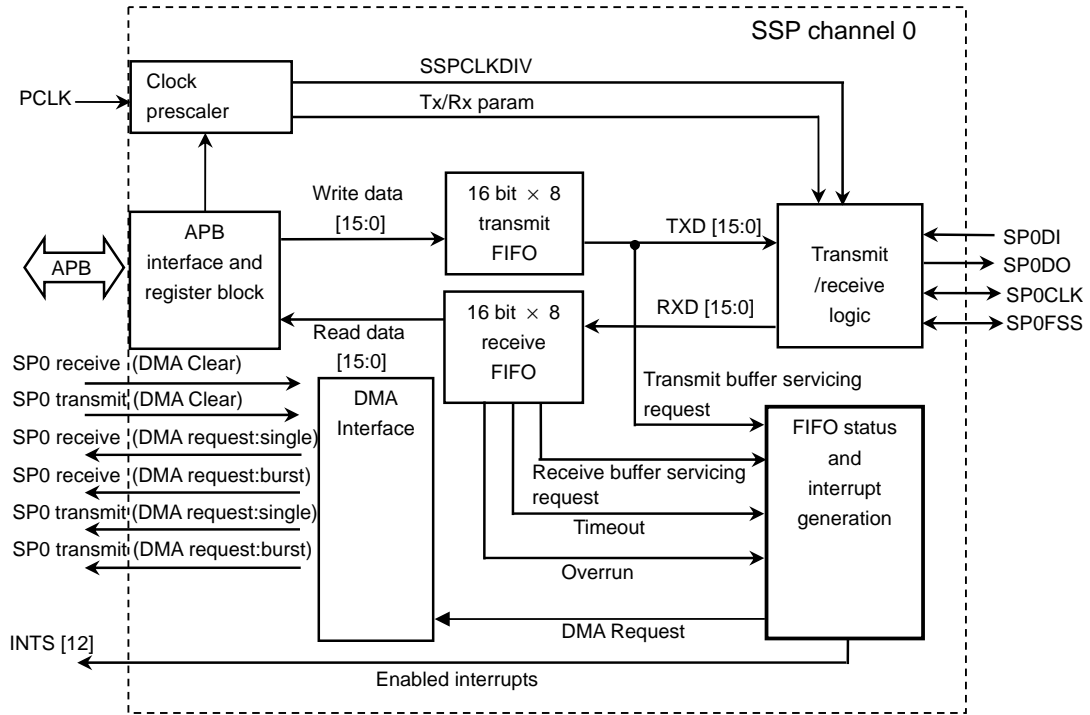 SSP channel 0
SSPCLKDIV
Clock
prescaler
PCLK
Tx/Rx param
Write data
[15:0]
16 bit × 8
transmit
FIFO
TXD [15:0]
APB
interface and
register block
APB
Transmit
/receive
logic
SP0DI
SP0DO
SP0CLK
SP0FSS
RXD [15:0]
16 bit × 8
receive
FIFO
Read data
[15:0]
SP0 receive (DMA Clear)
SP0 transmit (DMA Clear)
SP0 receive (DMA request:single)
SP0 receive (DMA request:burst)
SP0 transmit (DMA request:single)
SP0 transmit (DMA request:burst)
DMA
Interface
Transmit buffer servicing
request
FIFO status
and
interrupt
generation
Receive buffer servicing
request
Timeout
Overrun
DMA Request
INTS [12]
Enabled interrupts